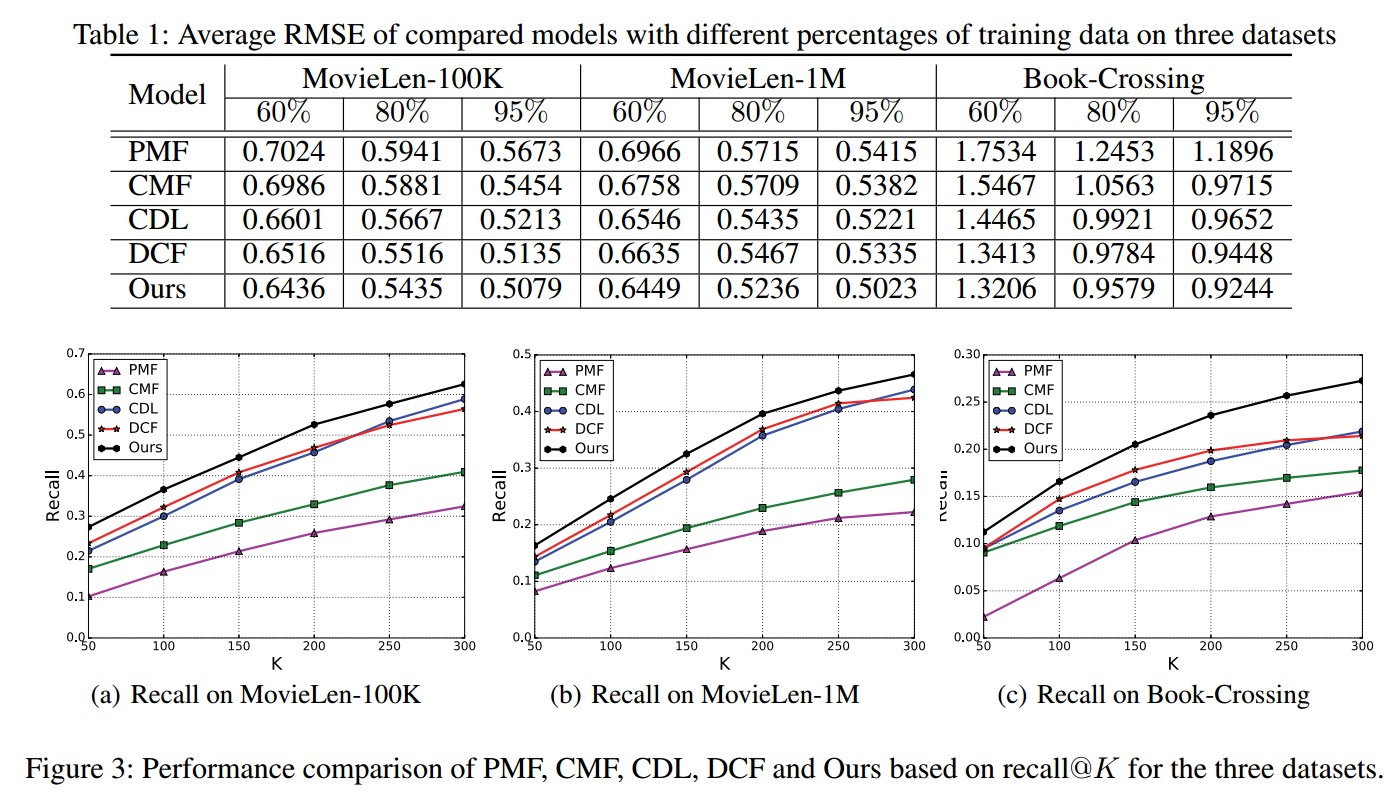 Table 1: Average RMSE of compared models with different percentages of training data on three datasets
Model MovieLen-100K MovieLen-1M Book-Crossing
60% 80% 95% 60% 80% 95% 60% 80% 95%
PMF 0.7024 0.5941 0.5673 0.6966 0.5715 0.5415 1.7534 1.2453 1.1896
CMF 0.6986 0.5881 0.5454 0.6758 0.5709 0.5382 1.5467 1.0563 0.9715
CDL 0.6601 0.5667 0.5213 0.6546 0.5435 0.5221 1.4465 0.9921 0.9652
DCF 0.6516 0.5516 0.5135 0.6635 0.5467 0.5335 1.3413 0.9784 0.9448
Ours 0.6436 0.5435 0.5079 0.6449 0.5236 0.5023 1.3206 0.9579 0.9244
0.7
0.6
0.5
0.4
0.3
0.2
0.1
0.0
Recall
PMF
CMF
CDL
DCF
Ours
50 100 150 200 250 300
K
(a) Recall on MovieLen-100K
0.5
0.4
0.3
0.2
0.1
0.0
Recall
PMF
CMF
CDL
DCF
Ours
50 100 150 200 250 300
K
(b) Recall on MovieLen-1M
0.30
0.25
0.20
0.15
0.10
0.05
0.00
Recall
PMF
CMF
CDL
DCF
Ours
50 100 150 200 250 300
K
(c) Recall on Book-Crossing
Figure 3: Performance comparison of PMF, CMF, CDL, DCF and Ours based on recall@K for the three datasets.